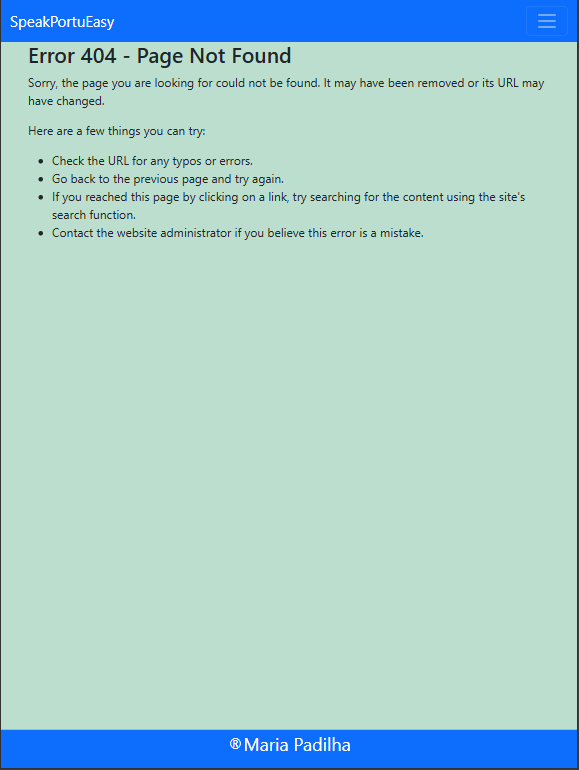 SpeakPortuEasy
Error 404 - Page Not Found
Sorry, the page you are looking for could not be found. It may have been removed or its URL may
have changed.
Here are a few things you can try:
• Check the URL for any typos or errors.
• Go back to the previous page and try again.
• If you reached this page by clicking on a link, try searching for the content using the site's
search function.
• Contact the website administrator if you believe this error is a mistake.
®Maria Padilha